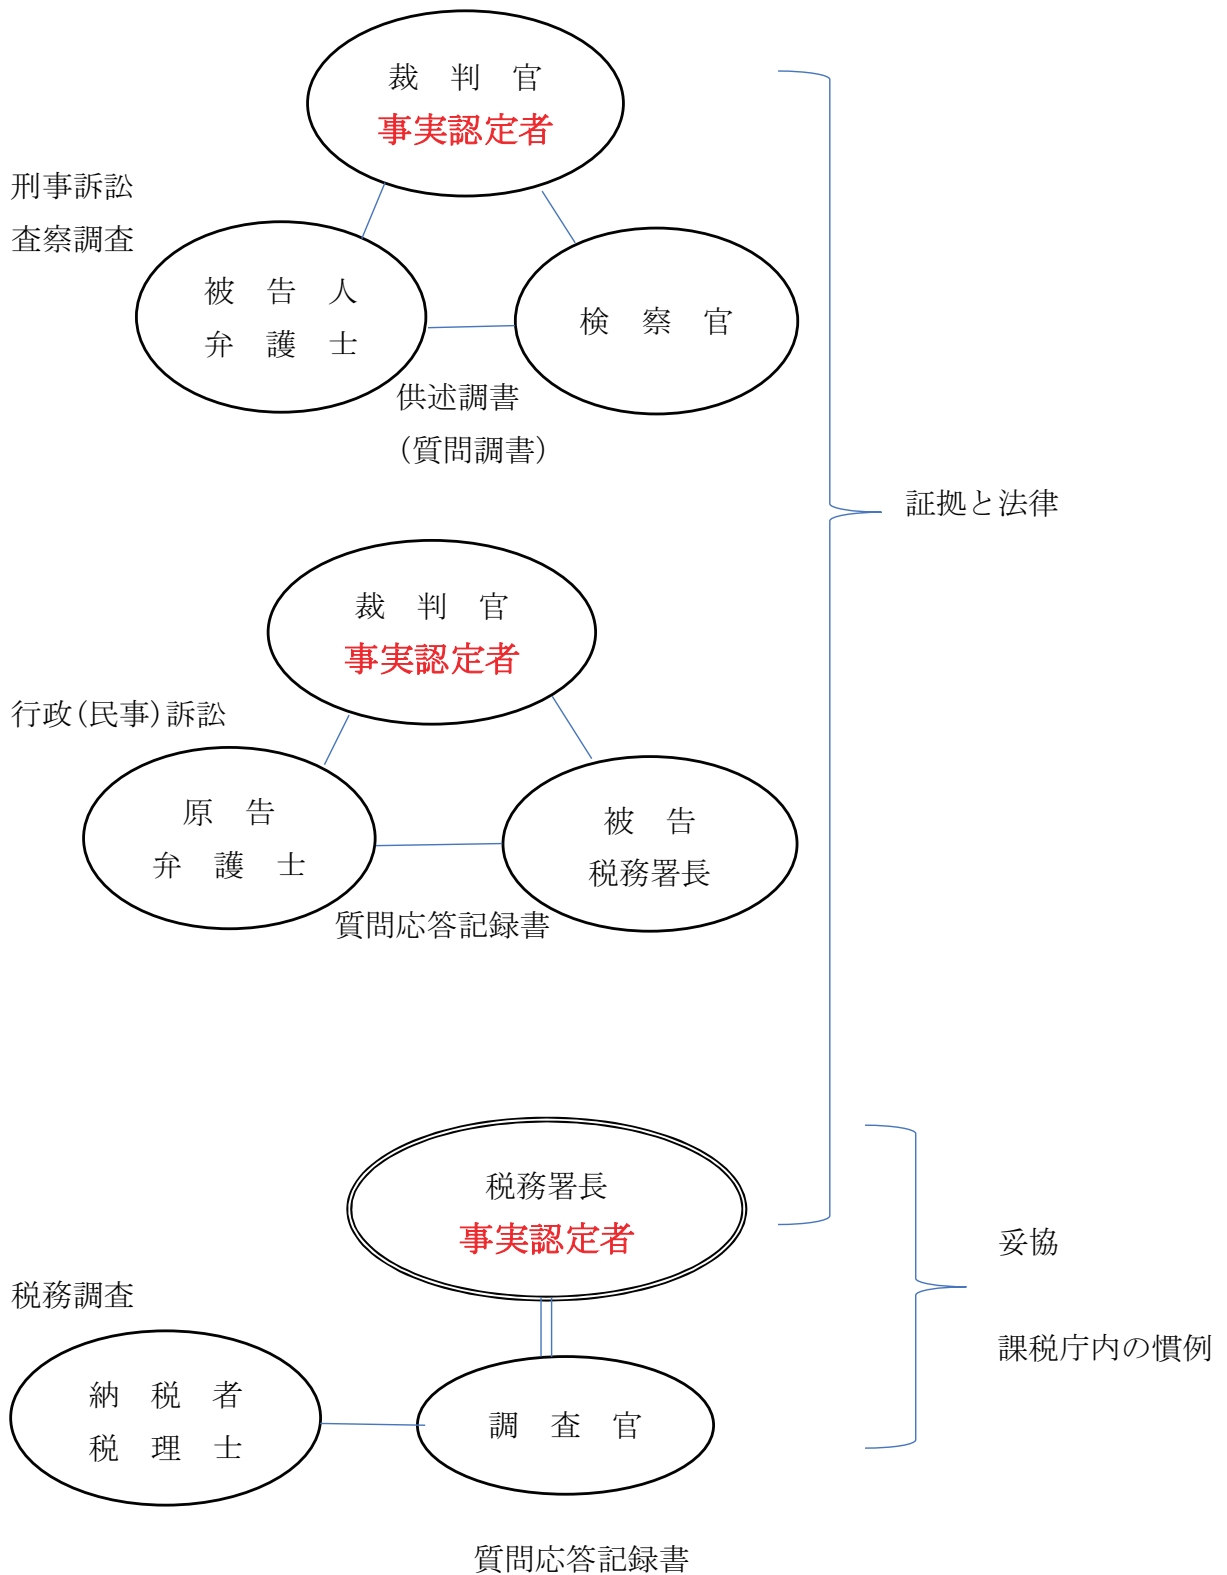 裁　判　官
事実認定者
刑事訴訟
査察調査
被　告　人
弁　護　士
検　察　官
供述調書
（質問調書）
証拠と法律
裁　判　官
事実認定者
行政(民事)訴訟
原　告
弁　護　士
被　告
税務署長
質問応答記録書
税務署長
事実認定者
妥協
税務調査
課税庁内の慣例
納　税　者
税　理　士
調　査　官
質問応答記録書